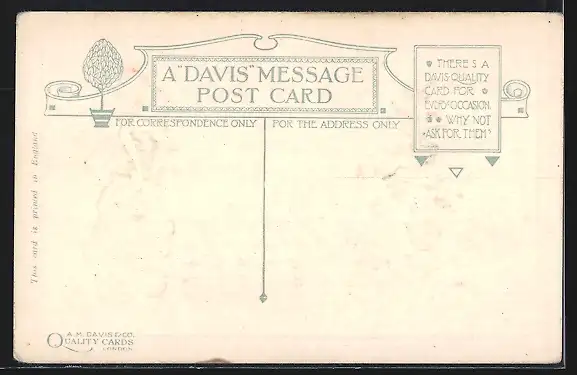 A "DAVIS" MESSAGE
POST CARD
FOR CORRESPONDENCE ONLY
FOR THE ADDRESS ONLY
THERE'S A
DAVIS QUALITY
CARD FOR
EVERY OCCASION.
WHY NOT
ASK FOR THEM?
This card is printed in England
A.M. DAVIS & CO.
QUALITY CARDS
LONDON